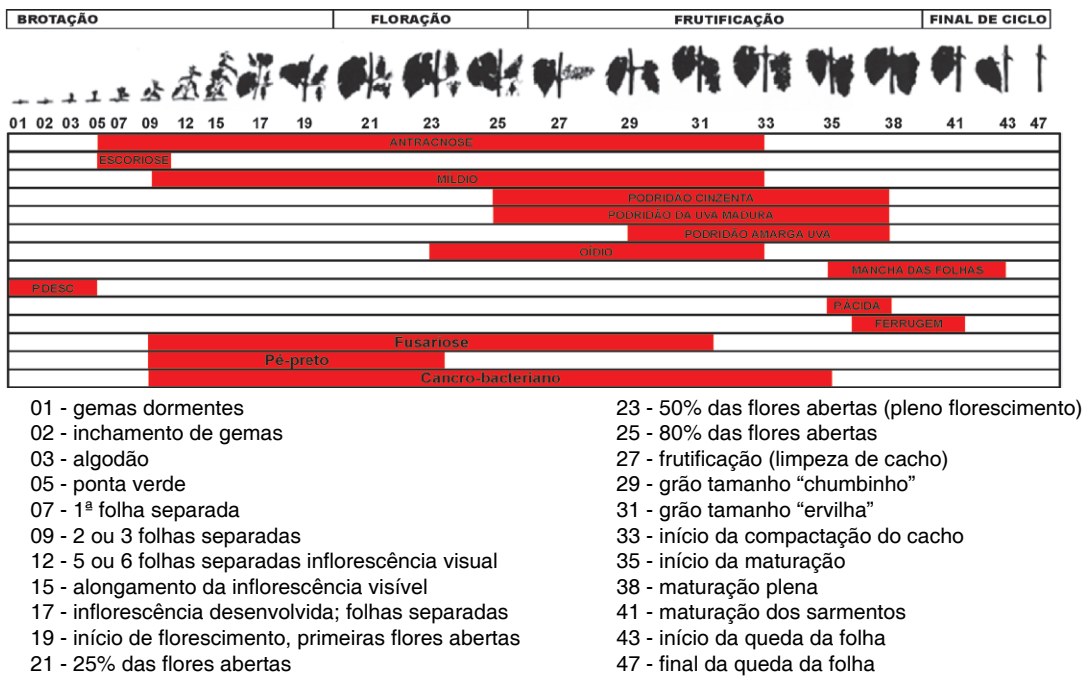 BROTAÇÃO FLORAÇÃO FRUTIFICAÇÃO FINAL DE CICLO
01 02 03 05 07 09 12 15 17 19 21 23 25 27 29 31 33 35 38 41 43 47
ANTRACNOSE
ESCORIOSE
MILDIO
PODRIDÃO CINZENTA
PODRIDÃO DA UVA MADURA
PODRIDÃO AMARGA UVA
OÍDIO
MANCHA DAS FOLHAS
PDESC
P.ÁCIDA
FERRUGEM
Fusariose
Pé-preto
Cancro-bacteriano
01 - gemas dormentes
02 - inchamento de gemas
03 - algodão
05 - ponta verde
07 - 1ª folha separada
09 - 2 ou 3 folhas separadas
12 - 5 ou 6 folhas separadas inflorescência visual
15 - alongamento da inflorescência visível
17 - inflorescência desenvolvida; folhas separadas
19 - início de florescimento, primeiras flores abertas
21 - 25% das flores abertas
23 - 50% das flores abertas (pleno florescimento)
25 - 80% das flores abertas
27 - frutificação (limpeza de cacho)
29 - grão tamanho “chumbinho”
31 - grão tamanho “ervilha”
33 - início da compactação do cacho
35 - início da maturação
38 - maturação plena
41 - maturação dos sarmentos
43 - início da queda da folha
47 - final da queda da folha